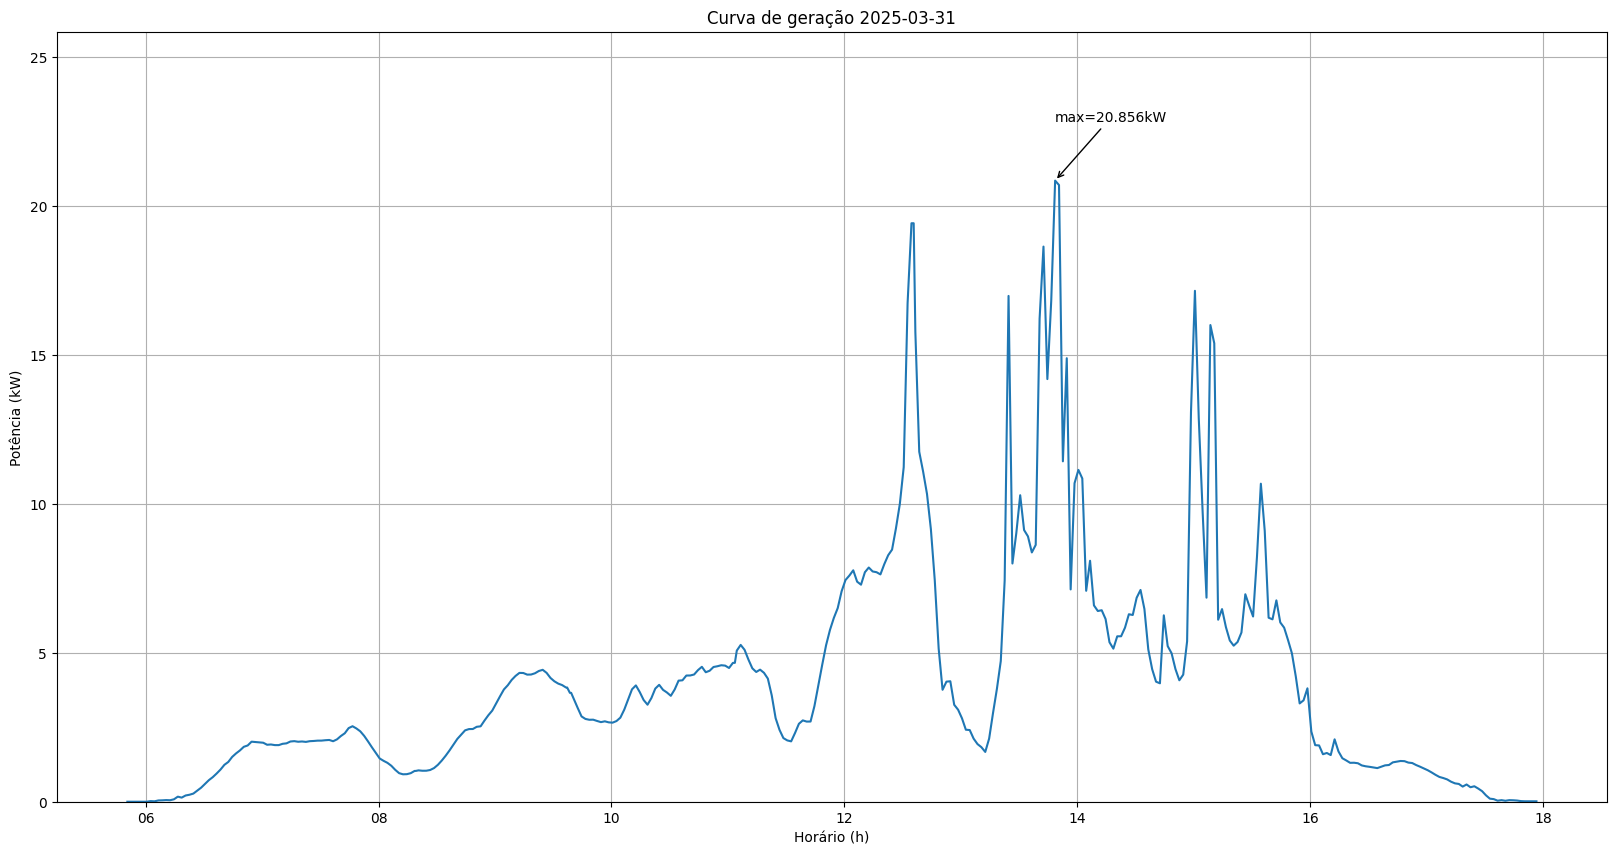 Curva de geração 2025-03-31
25
max=20.856kW
20
15
Potência (kW)
10
5
0
06 08 10 12 14 16 18
Horário (h)